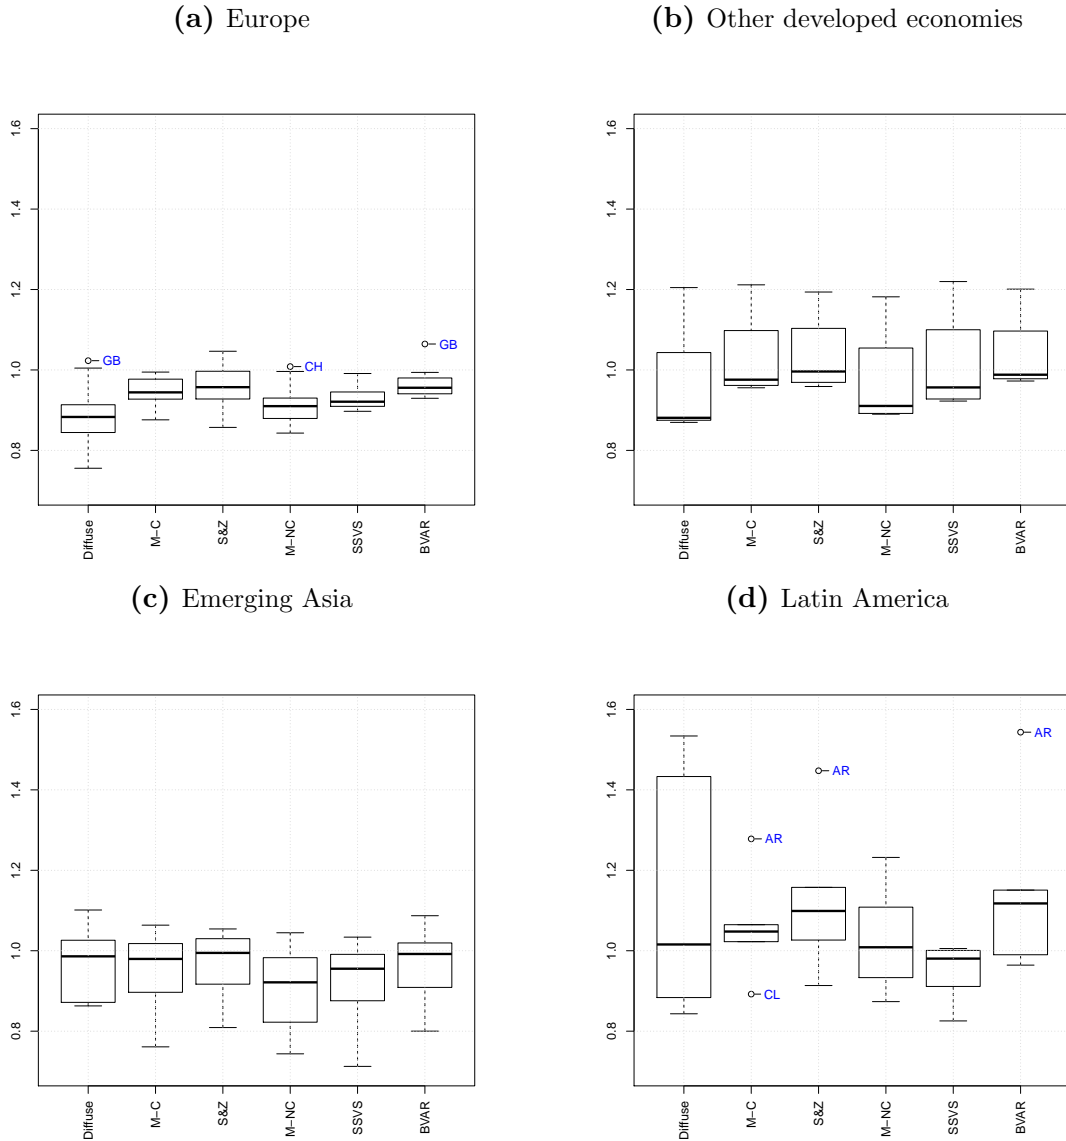 (a) Europe
(b) Other developed economies
1.6
1.4
1.2
1.0
0.8
GB
CH
GB
Diffuse
M−C
S&Z
M−NC
SSVS
BVAR
1.6
1.4
1.2
1.0
0.8
Diffuse
M−C
S&Z
M−NC
SSVS
BVAR
(c) Emerging Asia
(d) Latin America
1.6
1.4
1.2
1.0
0.8
Diffuse
M−C
S&Z
M−NC
SSVS
BVAR
1.6
1.4
1.2
1.0
0.8
AR
CL
AR
AR
Diffuse
M−C
S&Z
M−NC
SSVS
BVAR